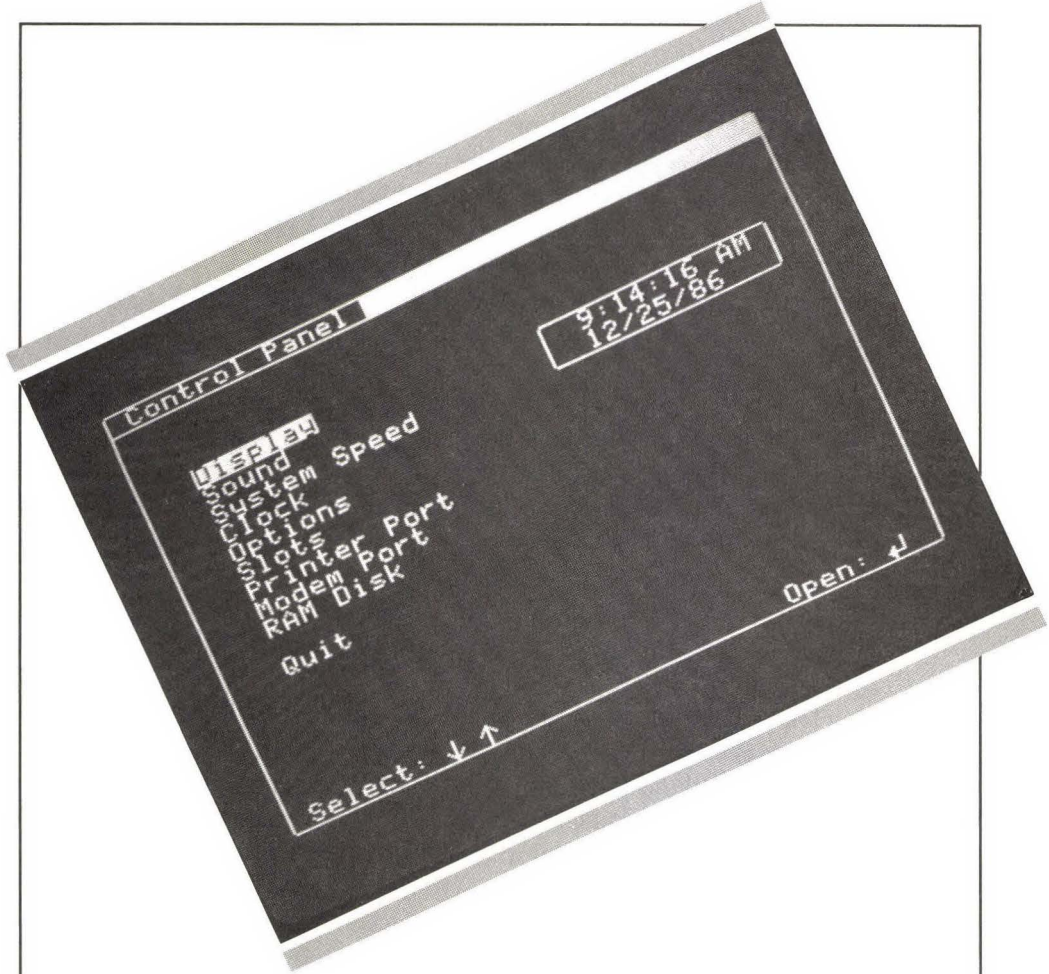 Control Panel
9:14:16 AM
12/25/86
Display
Sound
System Speed
Clock
Options
Slots
Printer Port
Modem Port
RAM Disk
Quit
Select: ↓ ↑
Open: ↵